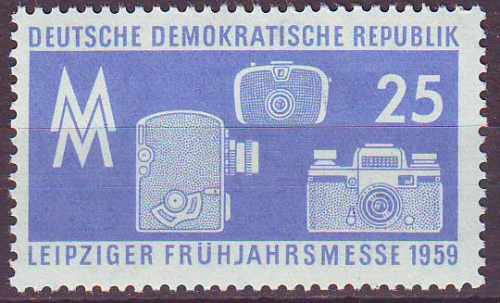 DEUTSCHE DEMOKRATISCHE REPUBLIK
MM
25
LEIPZIGER FRÜHJAHRSMESSE 1959